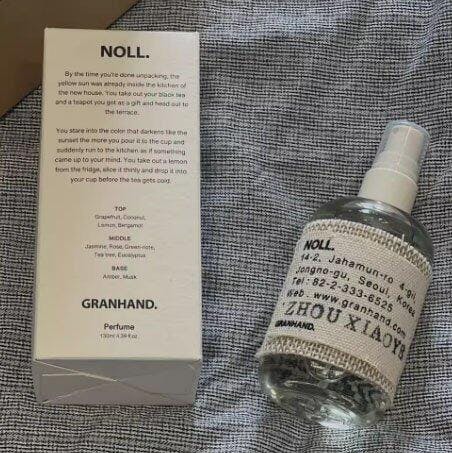 NOLL.
By the time you're done unpacking, the
yellow sun was already inside the kitchen of
the new house. You take out your black tea
and a teapot you got as a gift and head out to
the terrace.
You stare into the color that darkens like the
sunset the more you pour it to the cup and
suddenly run to the kitchen as if something
came up to your mind. You take out a lemon
from the fridge, slice it thinly and drop it into
your cup before the tea gets cold.
TOP
Grapefruit, Coconut,
Lemon, Bergamot
MIDDLE
Jasmine, Rose, Green-note,
Tea tree, Eucalyptus
BASE
Amber, Musk
GRANHAND.
Perfume
130ml/4.39fl.oz
NOLL.
14-2, Jahamun-ro 4-gil,
Jongno-gu, Seoul, Korea
Tel : 82-2-333-6525
Web : www.granhand.com
ZHOU XIAOYB
GRANHAND.